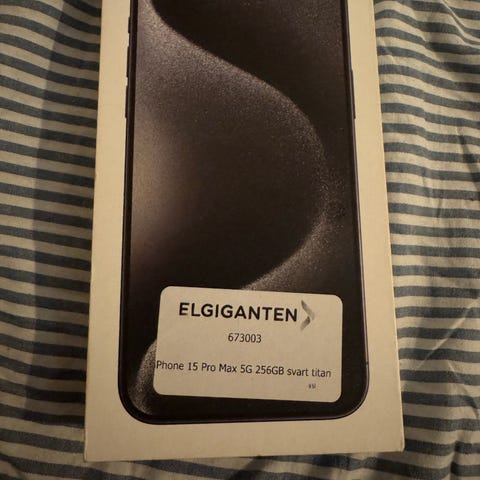 ELGIGANTEN
673003
Phone 15 Pro Max 5G 256GB svart titan